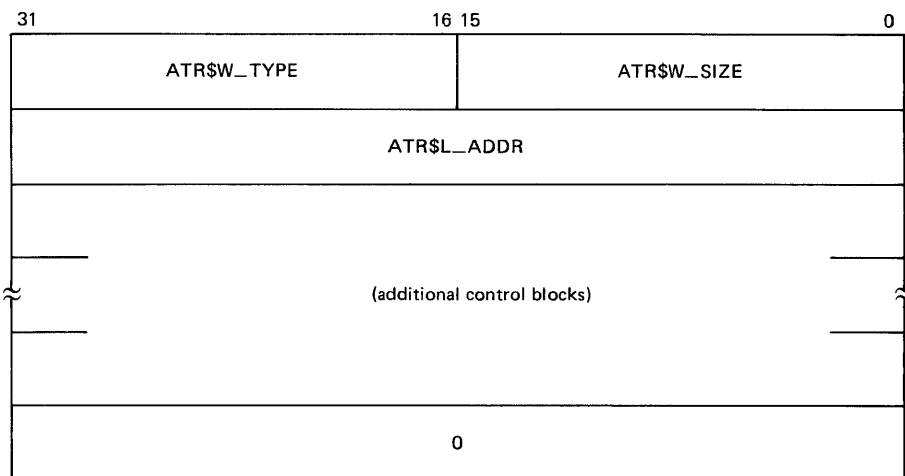 31 16 15 0
ATR$W_TYPE ATR$W_SIZE
ATR$L_ADDR
(additional control blocks)
0